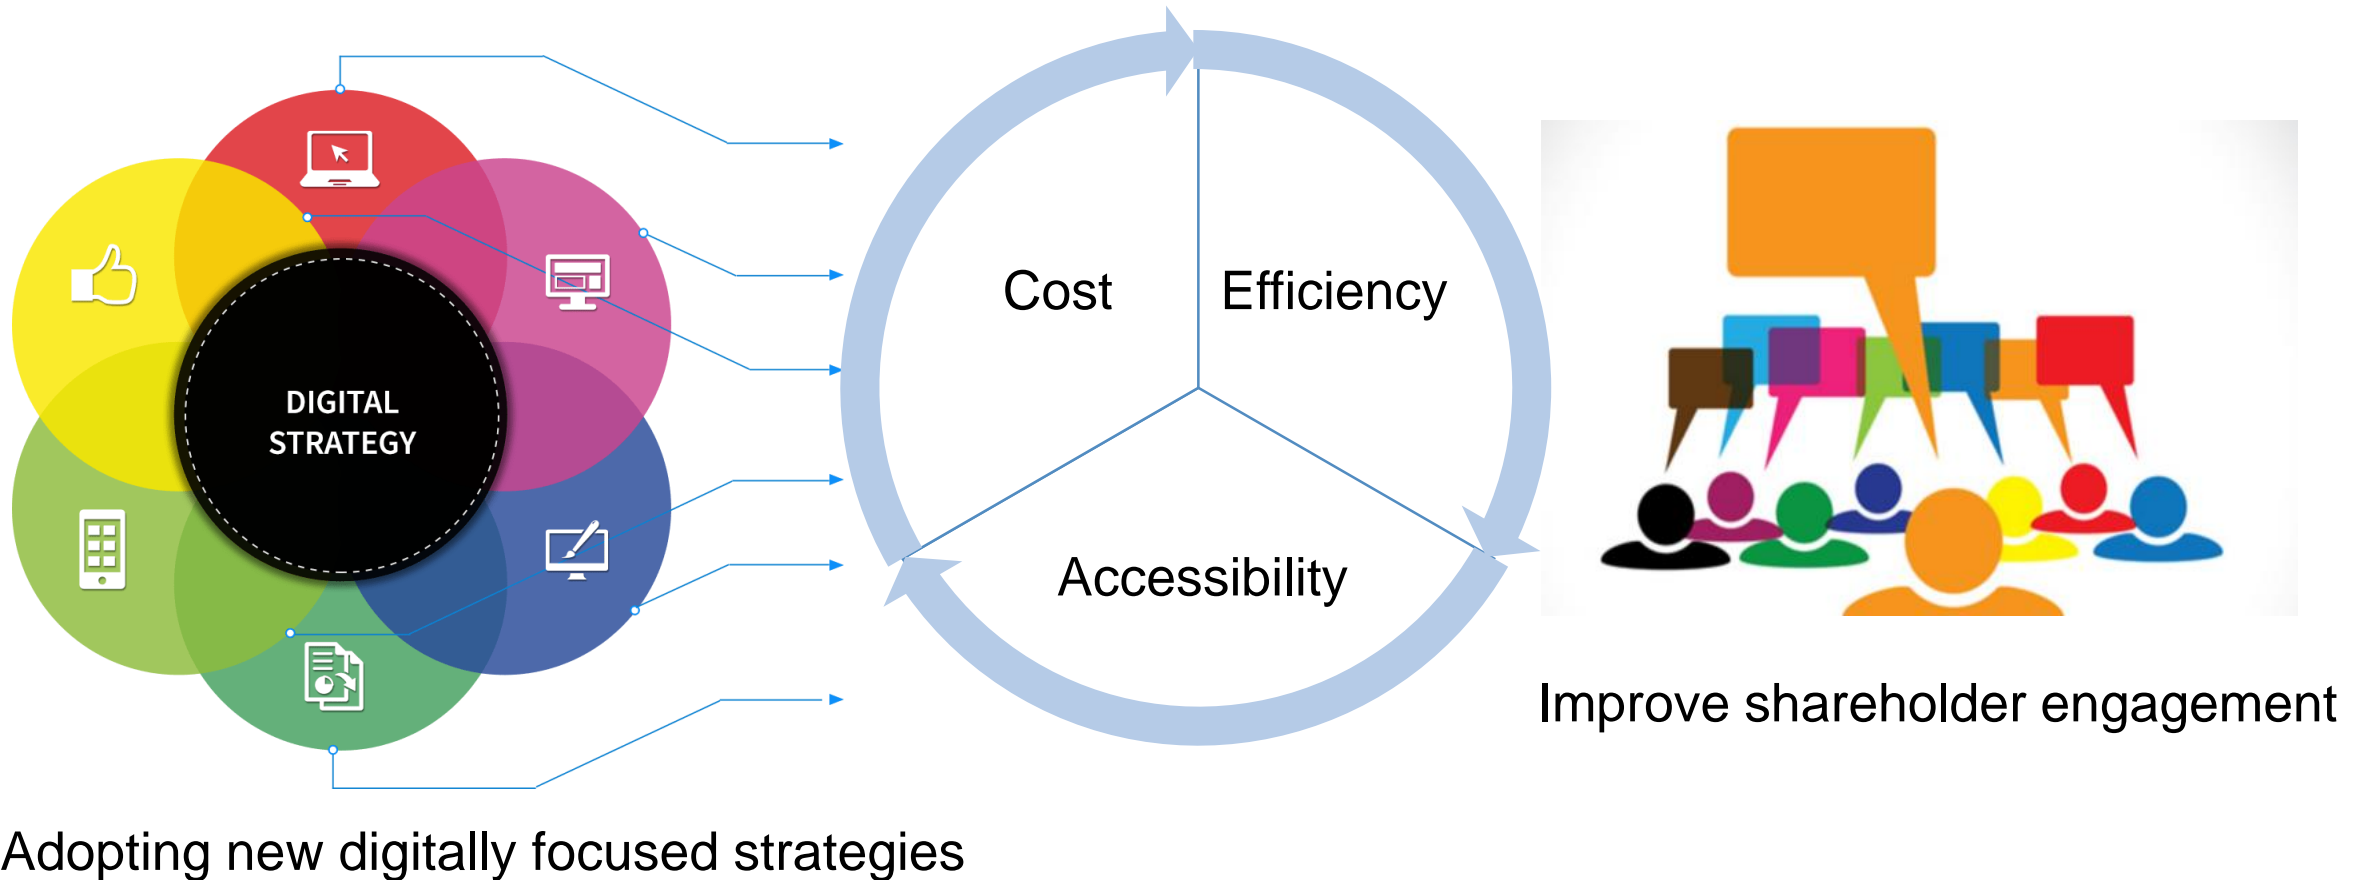 DIGITAL
STRATEGY
Cost
Efficiency
Accessibility
Improve shareholder engagement
Adopting new digitally focused strategies